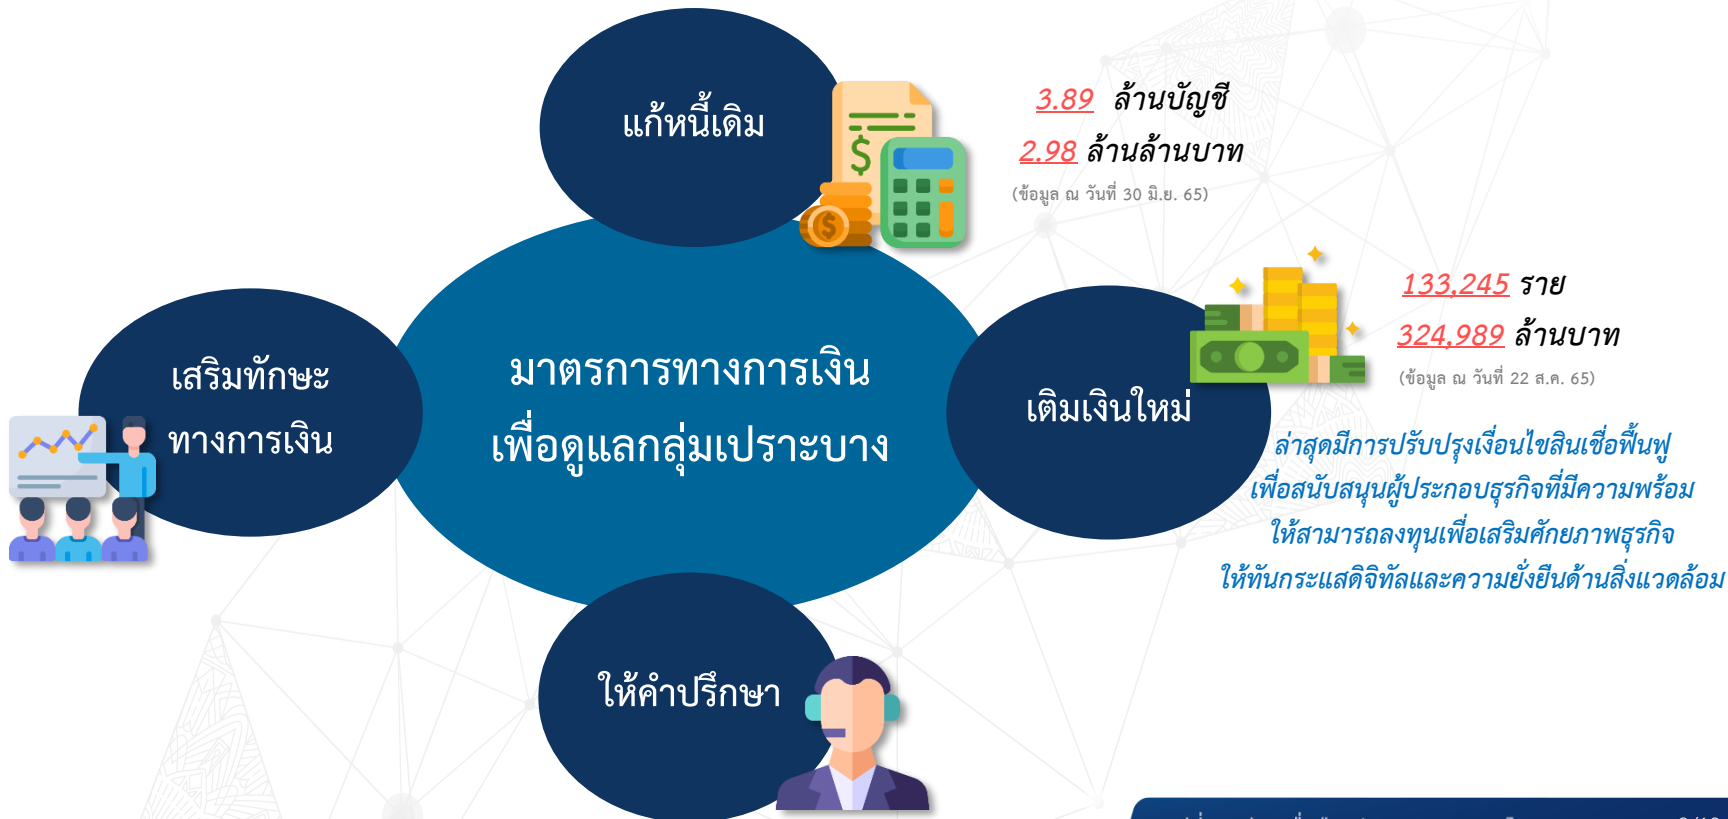 แก้หนี้เดิม
3.89 ล้านบัญชี
2.98 ล้านล้านบาท
(ข้อมูล ณ วันที่ 30 มิ.ย. 65)
133,245 ราย
324,989 ล้านบาท
(ข้อมูล ณ วันที่ 22 ส.ค. 65)
เสริมทักษะ
ทางการเงิน
มาตรการทางการเงิน
เพื่อดูแลกลุ่มเปราะบาง
เติมเงินใหม่
ล่าสุดมีการปรับปรุงเงื่อนไขสินเชื่อฟื้นฟู
เพื่อสนับสนุนผู้ประกอบธุรกิจที่มีความพร้อม
ให้สามารถลงทุนเพื่อเสริมศักยภาพธุรกิจ
ให้ทันกระแสดิจิทัลและความยั่งยืนด้านสิ่งแวดล้อม
ให้คำปรึกษา